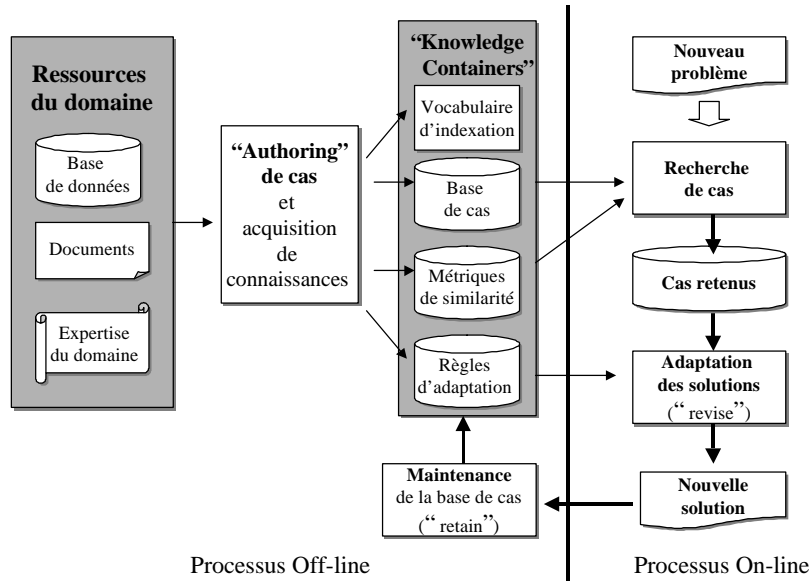 Ressources
du domaine
Base
de données
Documents
Expertise
du domaine
“Authoring”
de cas
et
acquisition
de
connaissances
“Knowledge
Containers”
Vocabulaire
d’indexation
Base
de cas
Métriques
de similarité
Règles
d’adaptation
Maintenance
de la base de cas
(“ retain”)
Nouveau
problème
Recherche
de cas
Cas retenus
Adaptation
des solutions
(“ revise”)
Nouvelle
solution
Processus Off-line
Processus On-line